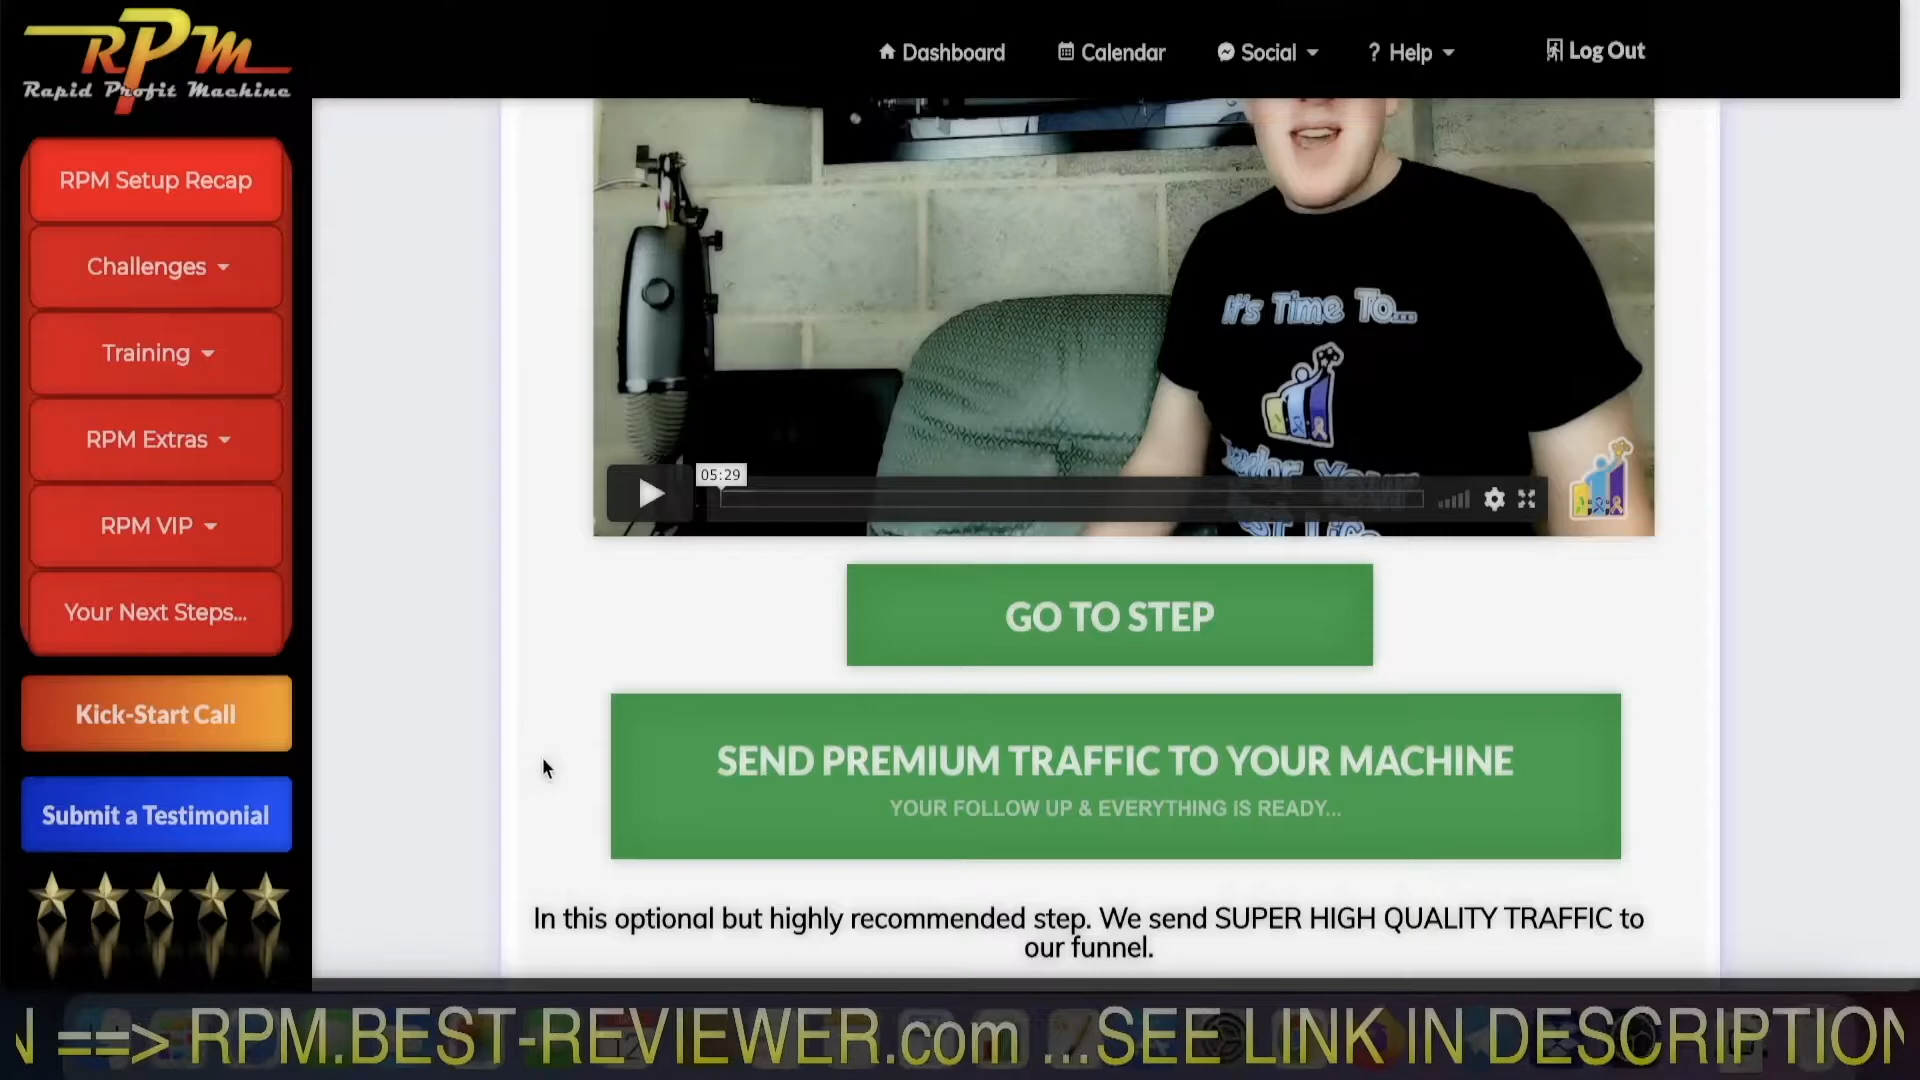 RPM
Rapid Profit Machine
Dashboard
Calendar
Social
? Help
Log Out
RPM Setup Recap
Challenges
Training
RPM Extras
RPM VIP
Your Next Steps...
Kick-Start Call
Submit a Testimonial
It's Time To...
05:29
GO TO STEP
SEND PREMIUM TRAFFIC TO YOUR MACHINE
YOUR FOLLOW UP & EVERYTHING IS READY...
In this optional but highly recommended step. We send SUPER HIGH QUALITY TRAFFIC to
our funnel.
==> RPM.BEST-REVIEWER.com ...SEE LINK IN DESCRIPTION